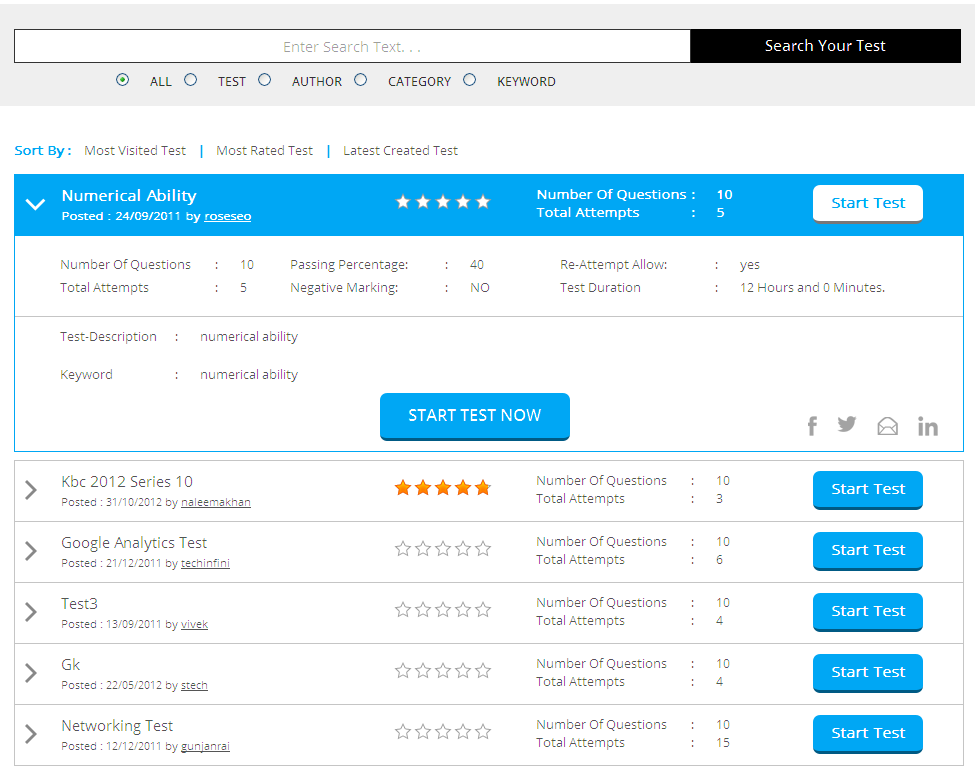 Enter Search Text. . . Search Your Test
ALL TEST AUTHOR CATEGORY KEYWORD
Sort By : Most Visited Test | Most Rated Test | Latest Created Test
Numerical Ability
Posted : 24/09/2011 by roseseo
Number Of Questions : 10
Total Attempts : 5
Start Test
Number Of Questions : 10 Passing Percentage: : 40 Re-Attempt Allow: : yes
Total Attempts : 5 Negative Marking: : NO Test Duration : 12 Hours and 0 Minutes.
Test-Description : numerical ability
Keyword : numerical ability
START TEST NOW
f in
Kbc 2012 Series 10
Posted : 31/10/2012 by naleemakhan
Number Of Questions : 10
Total Attempts : 3
Start Test
Google Analytics Test
Posted : 21/12/2011 by techinfini
Number Of Questions : 10
Total Attempts : 6
Start Test
Test3
Posted : 13/09/2011 by vivek
Number Of Questions : 10
Total Attempts : 4
Start Test
Gk
Posted : 22/05/2012 by stech
Number Of Questions : 10
Total Attempts : 4
Start Test
Networking Test
Posted : 12/12/2011 by gunjanrai
Number Of Questions : 10
Total Attempts : 15
Start Test